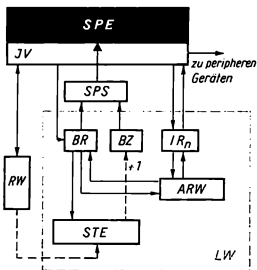 SPE
JV
zu peripheren
Geräten
SPS
BR
BZ
IRn
+1
RW
ARW
STE
LW